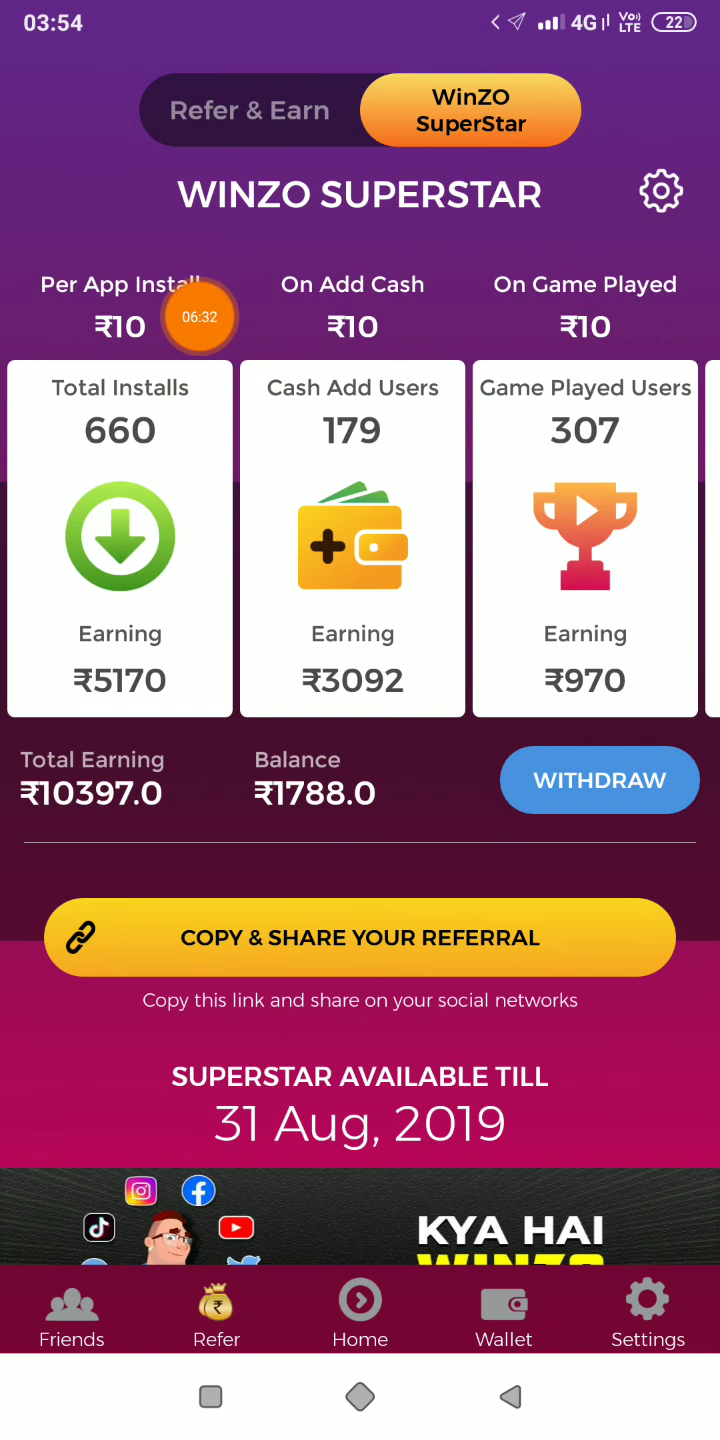 03:54
4G
Vo))
LTE
22
Refer & Earn
WinZO
SuperStar
WINZO SUPERSTAR
Per App Install
On Add Cash
On Game Played
₹10
06:32
₹10
₹10
Total Installs
Cash Add Users
Game Played Users
660
179
307
Earning
Earning
Earning
₹5170
₹3092
₹970
Total Earning
Balance
₹10397.0
₹1788.0
WITHDRAW
COPY & SHARE YOUR REFERRAL
Copy this link and share on your social networks
SUPERSTAR AVAILABLE TILL
31 Aug, 2019
KYA HAI
WINZO
Friends
Refer
Home
Wallet
Settings